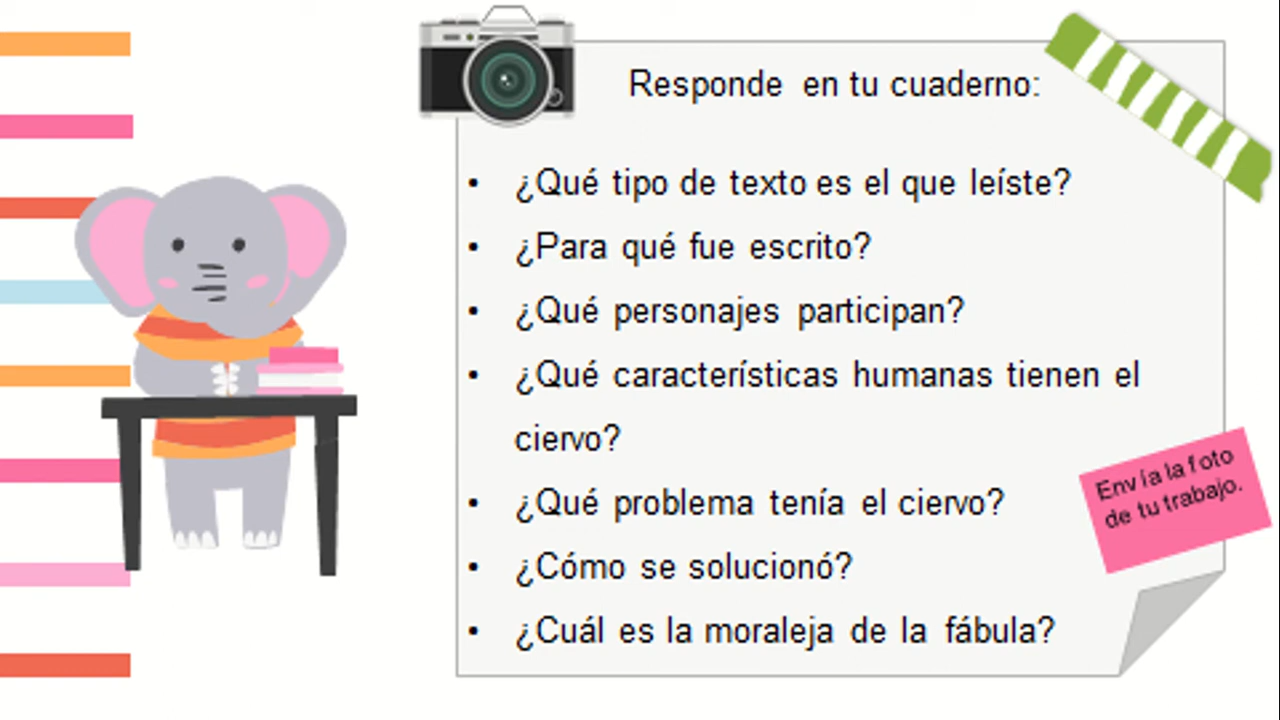 Responde en tu cuaderno:
• ¿Qué tipo de texto es el que leíste?
• ¿Para qué fue escrito?
• ¿Qué personajes participan?
• ¿Qué características humanas tienen el
ciervo?
• ¿Qué problema tenía el ciervo?
• ¿Cómo se solucionó?
• ¿Cuál es la moraleja de la fábula?
Envía la foto
de tu trabajo.